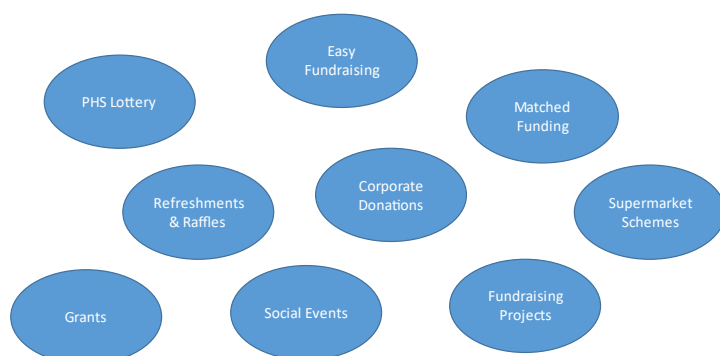 Easy
Fundraising
PHS Lottery
Matched
Funding
Corporate
Donations
Refreshments
& Raffles
Supermarket
Schemes
Grants
Social Events
Fundraising
Projects